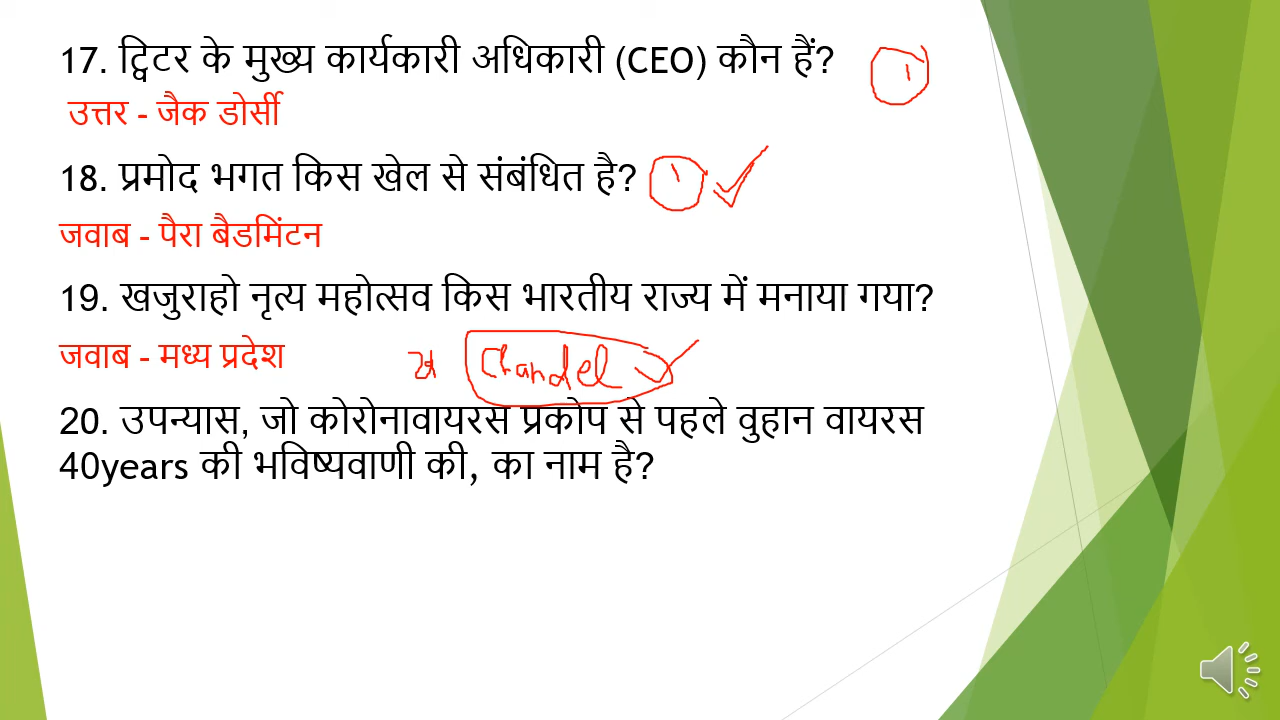 17. ट्विटर के मुख्य कार्यकारी अधिकारी (CEO) कौन हैं?
उत्तर - जैक डोर्सी
18. प्रमोद भगत किस खेल से संबंधित है?
जवाब - पैरा बैडमिंटन
19. खजुराहो नृत्य महोत्सव किस भारतीय राज्य में मनाया गया?
जवाब - मध्य प्रदेश Chandel
20. उपन्यास, जो कोरोनावायरस प्रकोप से पहले वुहान वायरस
40years की भविष्यवाणी की, का नाम है?